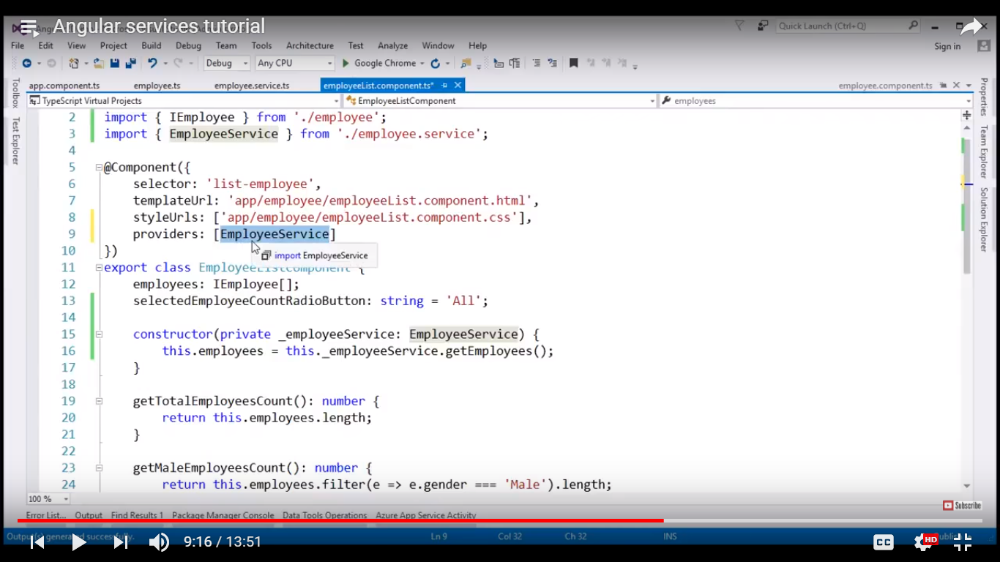 Angular services tutorial
Quick Launch (Ctrl+Q)
File Edit View Project Build Debug Team Tools Architecture Test Analyze Window Help Sign in
Debug Any CPU Google Chrome
app.component.ts employee.ts employee.service.ts employeeList.component.ts* employee.component.ts
TypeScript Virtual Projects EmployeeListComponent employees
Toolbox
Test Explorer
Properties
Team Explorer
Solution Explorer
2 import { IEmployee } from './employee';
3 import { EmployeeService } from './employee.service';
4
5 @Component({
6 selector: 'list-employee',
7 templateUrl: 'app/employee/employeeList.component.html',
8 styleUrls: ['app/employee/employeeList.component.css'],
9 providers: [EmployeeService]
10 })
import EmployeeService
11 export class EmployeeListComponent {
12 employees: IEmployee[];
13 selectedEmployeeCountRadioButton: string = 'All';
14
15 constructor(private _employeeService: EmployeeService) {
16 this.employees = this._employeeService.getEmployees();
17 }
18
19 getTotalEmployeesCount(): number {
20 return this.employees.length;
21 }
22
23 getMaleEmployeesCount(): number {
24 return this.employees.filter(e => e.gender === 'Male').length;
100 %
Subscribe
Error List... Output Find Results 1 Package Manager Console Data Tools Operations Azure App Service Activity
Output(s) generated successfully. Ln 9 Col 32 Ch 32 INS
9:16 / 13:51 CC HD